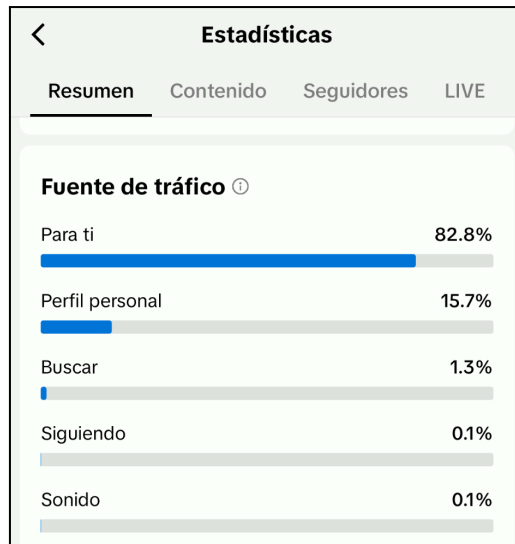 Estadísticas
Resumen Contenido Seguidores LIVE
Fuente de tráfico
Para ti 82.8%
Perfil personal 15.7%
Buscar 1.3%
Siguiendo 0.1%
Sonido 0.1%